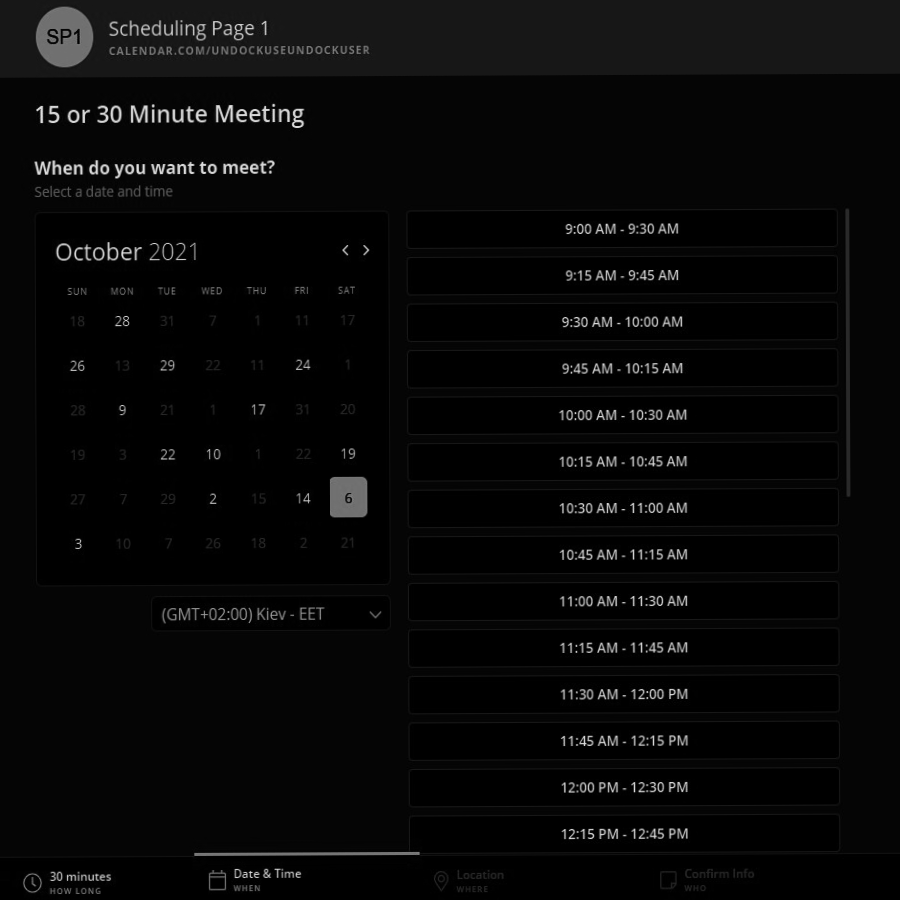 SP1
Scheduling Page 1
CALENDAR.COM/UNDOCKUSEUNDOCKUSER
15 or 30 Minute Meeting
When do you want to meet?
Select a date and time
October 2021
SUN MON TUE WED THU FRI SAT
18 28 31 7 1 11 17
26 13 29 22 11 24 1
28 9 21 1 17 31 20
19 3 22 10 1 22 19
27 7 29 2 15 14 6
3 10 7 26 18 2 21
(GMT+02:00) Kiev - EET
9:00 AM - 9:30 AM
9:15 AM - 9:45 AM
9:30 AM - 10:00 AM
9:45 AM - 10:15 AM
10:00 AM - 10:30 AM
10:15 AM - 10:45 AM
10:30 AM - 11:00 AM
10:45 AM - 11:15 AM
11:00 AM - 11:30 AM
11:15 AM - 11:45 AM
11:30 AM - 12:00 PM
11:45 AM - 12:15 PM
12:00 PM - 12:30 PM
12:15 PM - 12:45 PM
30 minutes
HOW LONG
Date & Time
WHEN
Location
WHERE
Confirm Info
WHO